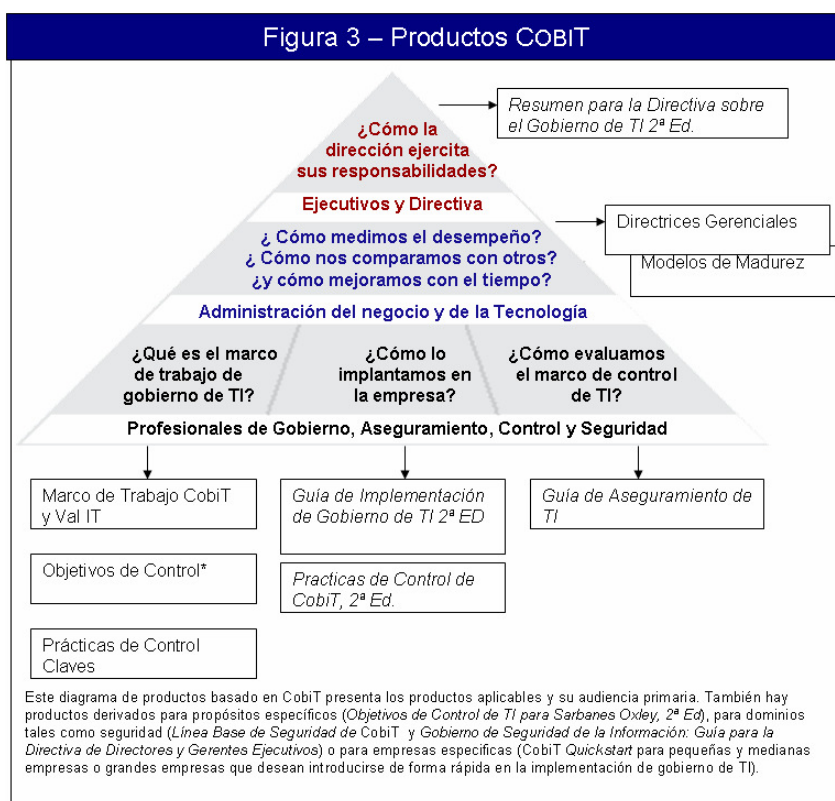 Figura 3 – Productos COBIT
Resumen para la Directiva sobre
el Gobierno de TI 2ª Ed.
¿Cómo la
dirección ejercita
sus responsabilidades?
Ejecutivos y Directiva
Directrices Gerenciales
Modelos de Madurez
¿ Cómo medimos el desempeño?
¿ Cómo nos comparamos con otros?
¿y cómo mejoramos con el tiempo?
Administración del negocio y de la Tecnología
¿Qué es el marco
de trabajo de
gobierno de TI?
¿Cómo lo
implantamos en
la empresa?
¿Cómo evaluamos
el marco de control
de TI?
Profesionales de Gobierno, Aseguramiento, Control y Seguridad
Marco de Trabajo CobiT
y Val IT
Objetivos de Control*
Prácticas de Control
Claves
Guía de Implementación
de Gobierno de TI 2ª ED
Practicas de Control de
CobiT, 2ª Ed.
Guía de Aseguramiento de
TI
Este diagrama de productos basado en CobiT presenta los productos aplicables y su audiencia primaria. También hay
productos derivados para propósitos específicos (Objetivos de Control de TI para Sarbanes Oxley, 2ª Ed), para dominios
tales como seguridad (Línea Base de Seguridad de CobiT y Gobierno de Seguridad de la Información: Guía para la
Directiva de Directores y Gerentes Ejecutivos) o para empresas especificas (CobiT Quickstart para pequeñas y medianas
empresas o grandes empresas que desean introducirse de forma rápida en la implementación de gobierno de TI).